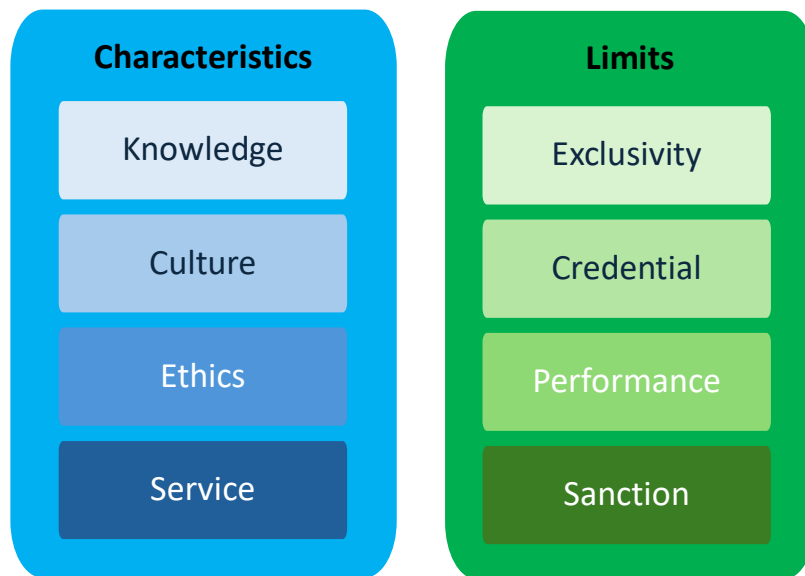 Characteristics
Knowledge
Culture
Ethics
Service
Limits
Exclusivity
Credential
Performance
Sanction